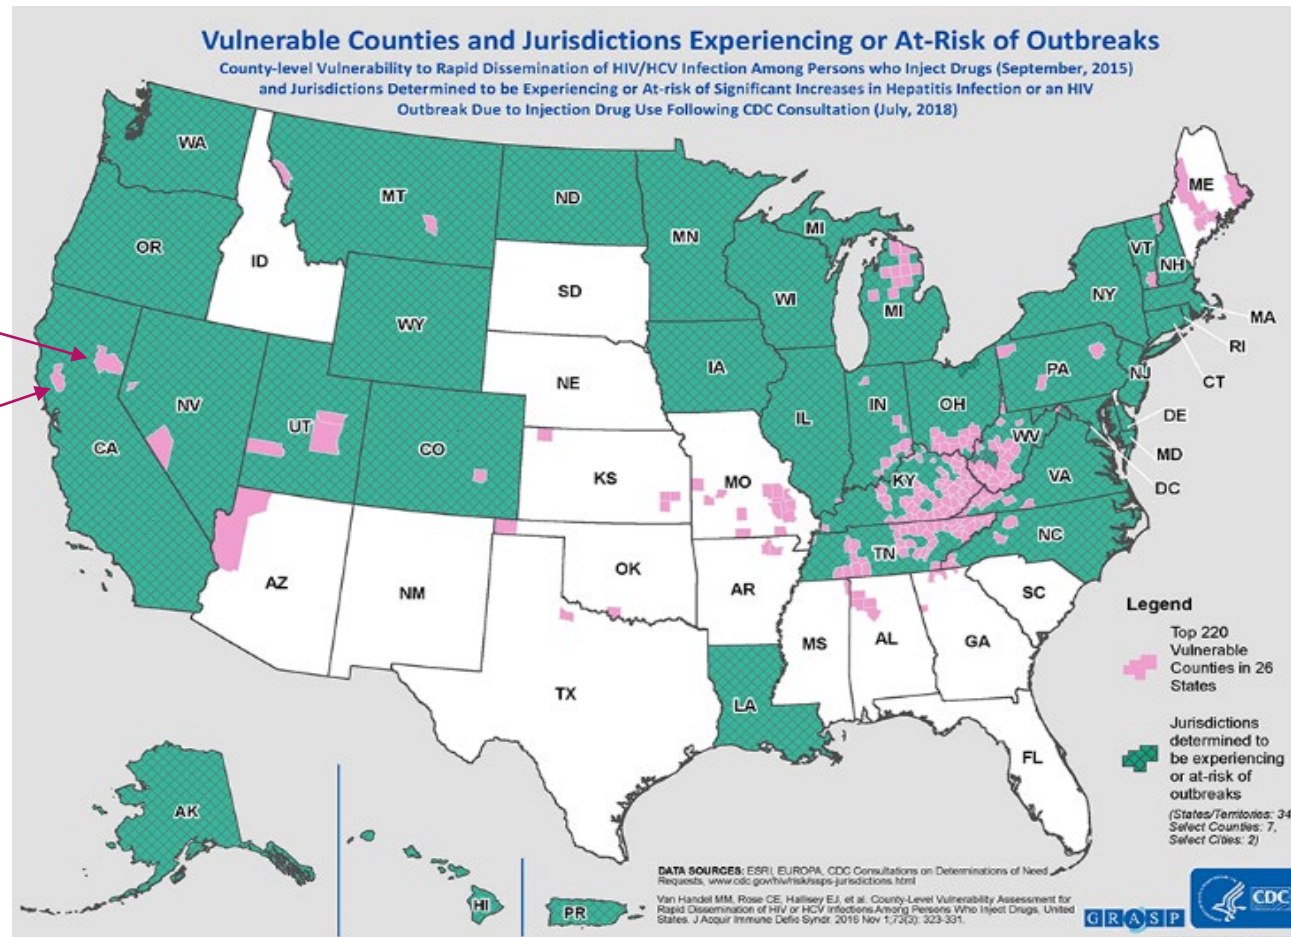 Vulnerable Counties and Jurisdictions Experiencing or At-Risk of Outbreaks
County-level Vulnerability to Rapid Dissemination of HIV/HCV Infection Among Persons who Inject Drugs (September, 2015)
and Jurisdictions Determined to be Experiencing or At-risk of Significant Increases in Hepatitis Infection or an HIV
Outbreak Due to Injection Drug Use Following CDC Consultation (July, 2018)
WA
MT
ND
MN
MI
ME
OR
ID
SD
WI
VT
NH
NY
MA
WY
MI
RI
NE
IA
PA
NJ
CT
NV
UT
CO
IL
IN
OH
DE
CA
KS
MO
KY
WV
VA
MD
DC
AZ
NM
OK
AR
TN
NC
SC
TX
LA
MS
AL
GA
FL
AK
HI
PR
Legend
Top 220
Vulnerable
Counties in 26
States
Jurisdictions
determined to
be experiencing
or at-risk of
outbreaks
(States/Territories: 34
Select Counties: 7,
Select Cities: 2)
DATA SOURCES: ESRI, EUROPA, CDC Consultations on Determinations of Need
Requests, www.cdc.gov/hiv/risk/ssps-jurisdictions.html
Van Handel MM, Rose CE, Hallisey EJ, et al. County-Level Vulnerability Assessment for
Rapid Dissemination of HIV or HCV Infections Among Persons Who Inject Drugs, United
States. J Acquir Immune Defic Syndr. 2016 Nov 1;73(3): 323-331.
GRASP
CDC